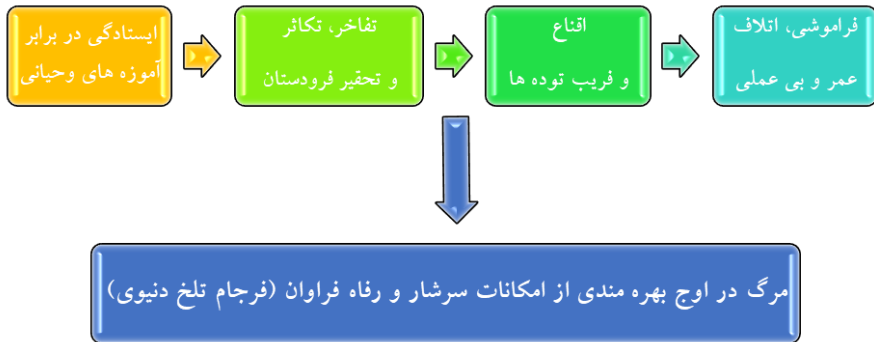 ایستادگی در برابر
آموزه های وحیانی
تفاخر، تکاثر
و تحقیر فرودستان
اقناع
و فریب توده ها
فراموشی، اتلاف
عمر و بی عملی
مرگ در اوج بهره مندی از امکانات سرشار و رفاه فراوان (فرجام تلخ دنیوی)